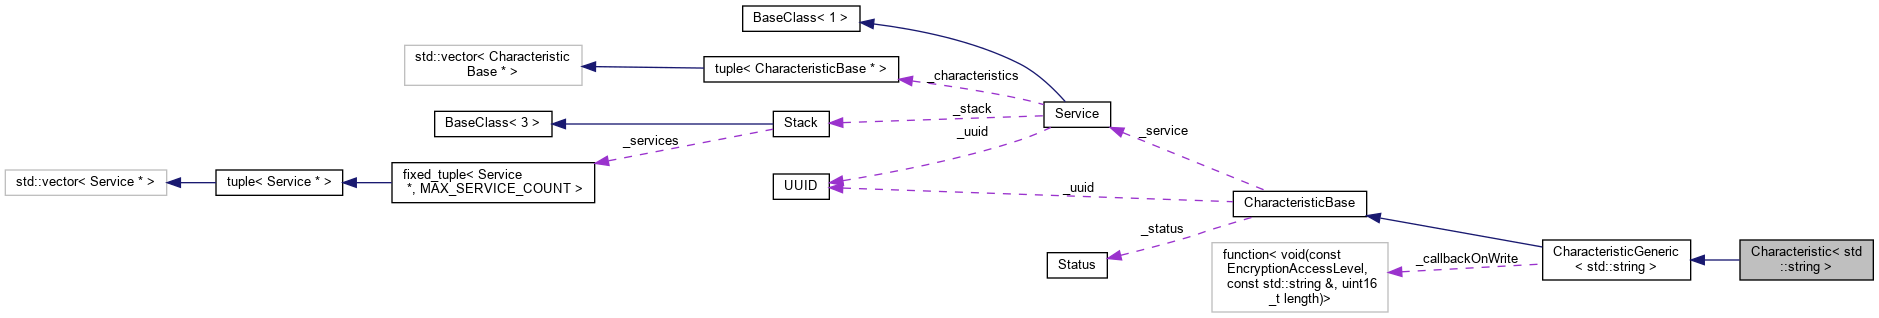 BaseClass< 1 >
std::vector< Characteristic
Base * >
tuple< CharacteristicBase * >
_characteristics
Service
_stack
BaseClass< 3 >
Stack
_service
_uuid
_services
std::vector< Service * >
tuple< Service * >
fixed_tuple< Service
*, MAX_SERVICE_COUNT >
UUID
_uuid
CharacteristicBase
_status
Status
function< void(const
EncryptionAccessLevel,
const std::string &, uint16
_t length)>
_callbackOnWrite
CharacteristicGeneric
< std::string >
Characteristic< std
::string >